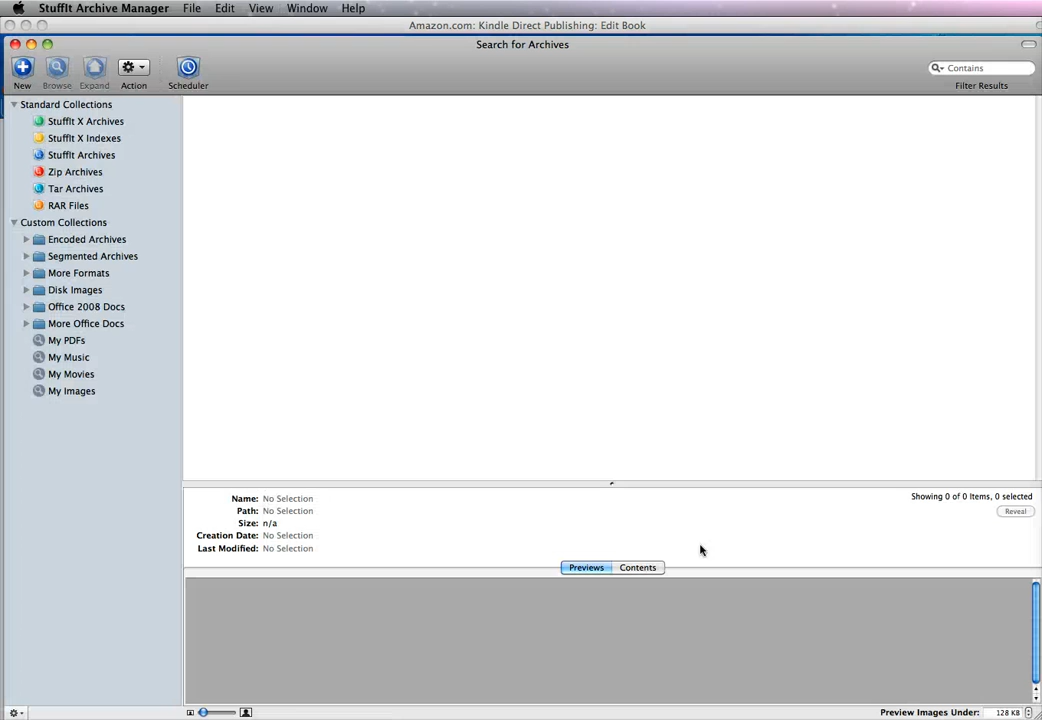 StuffIt Archive Manager File Edit View Window Help
Amazon.com: Kindle Direct Publishing: Edit Book
Search for Archives
New Browse Expand Action Scheduler
Contains
Filter Results
Standard Collections
StuffIt X Archives
StuffIt X Indexes
StuffIt Archives
Zip Archives
Tar Archives
RAR Files
Custom Collections
Encoded Archives
Segmented Archives
More Formats
Disk Images
Office 2008 Docs
More Office Docs
My PDFs
My Music
My Movies
My Images
Name: No Selection
Path: No Selection
Size: n/a
Creation Date: No Selection
Last Modified: No Selection
Showing 0 of 0 Items, 0 selected
Reveal
Previews Contents
Preview Images Under: 128 KB